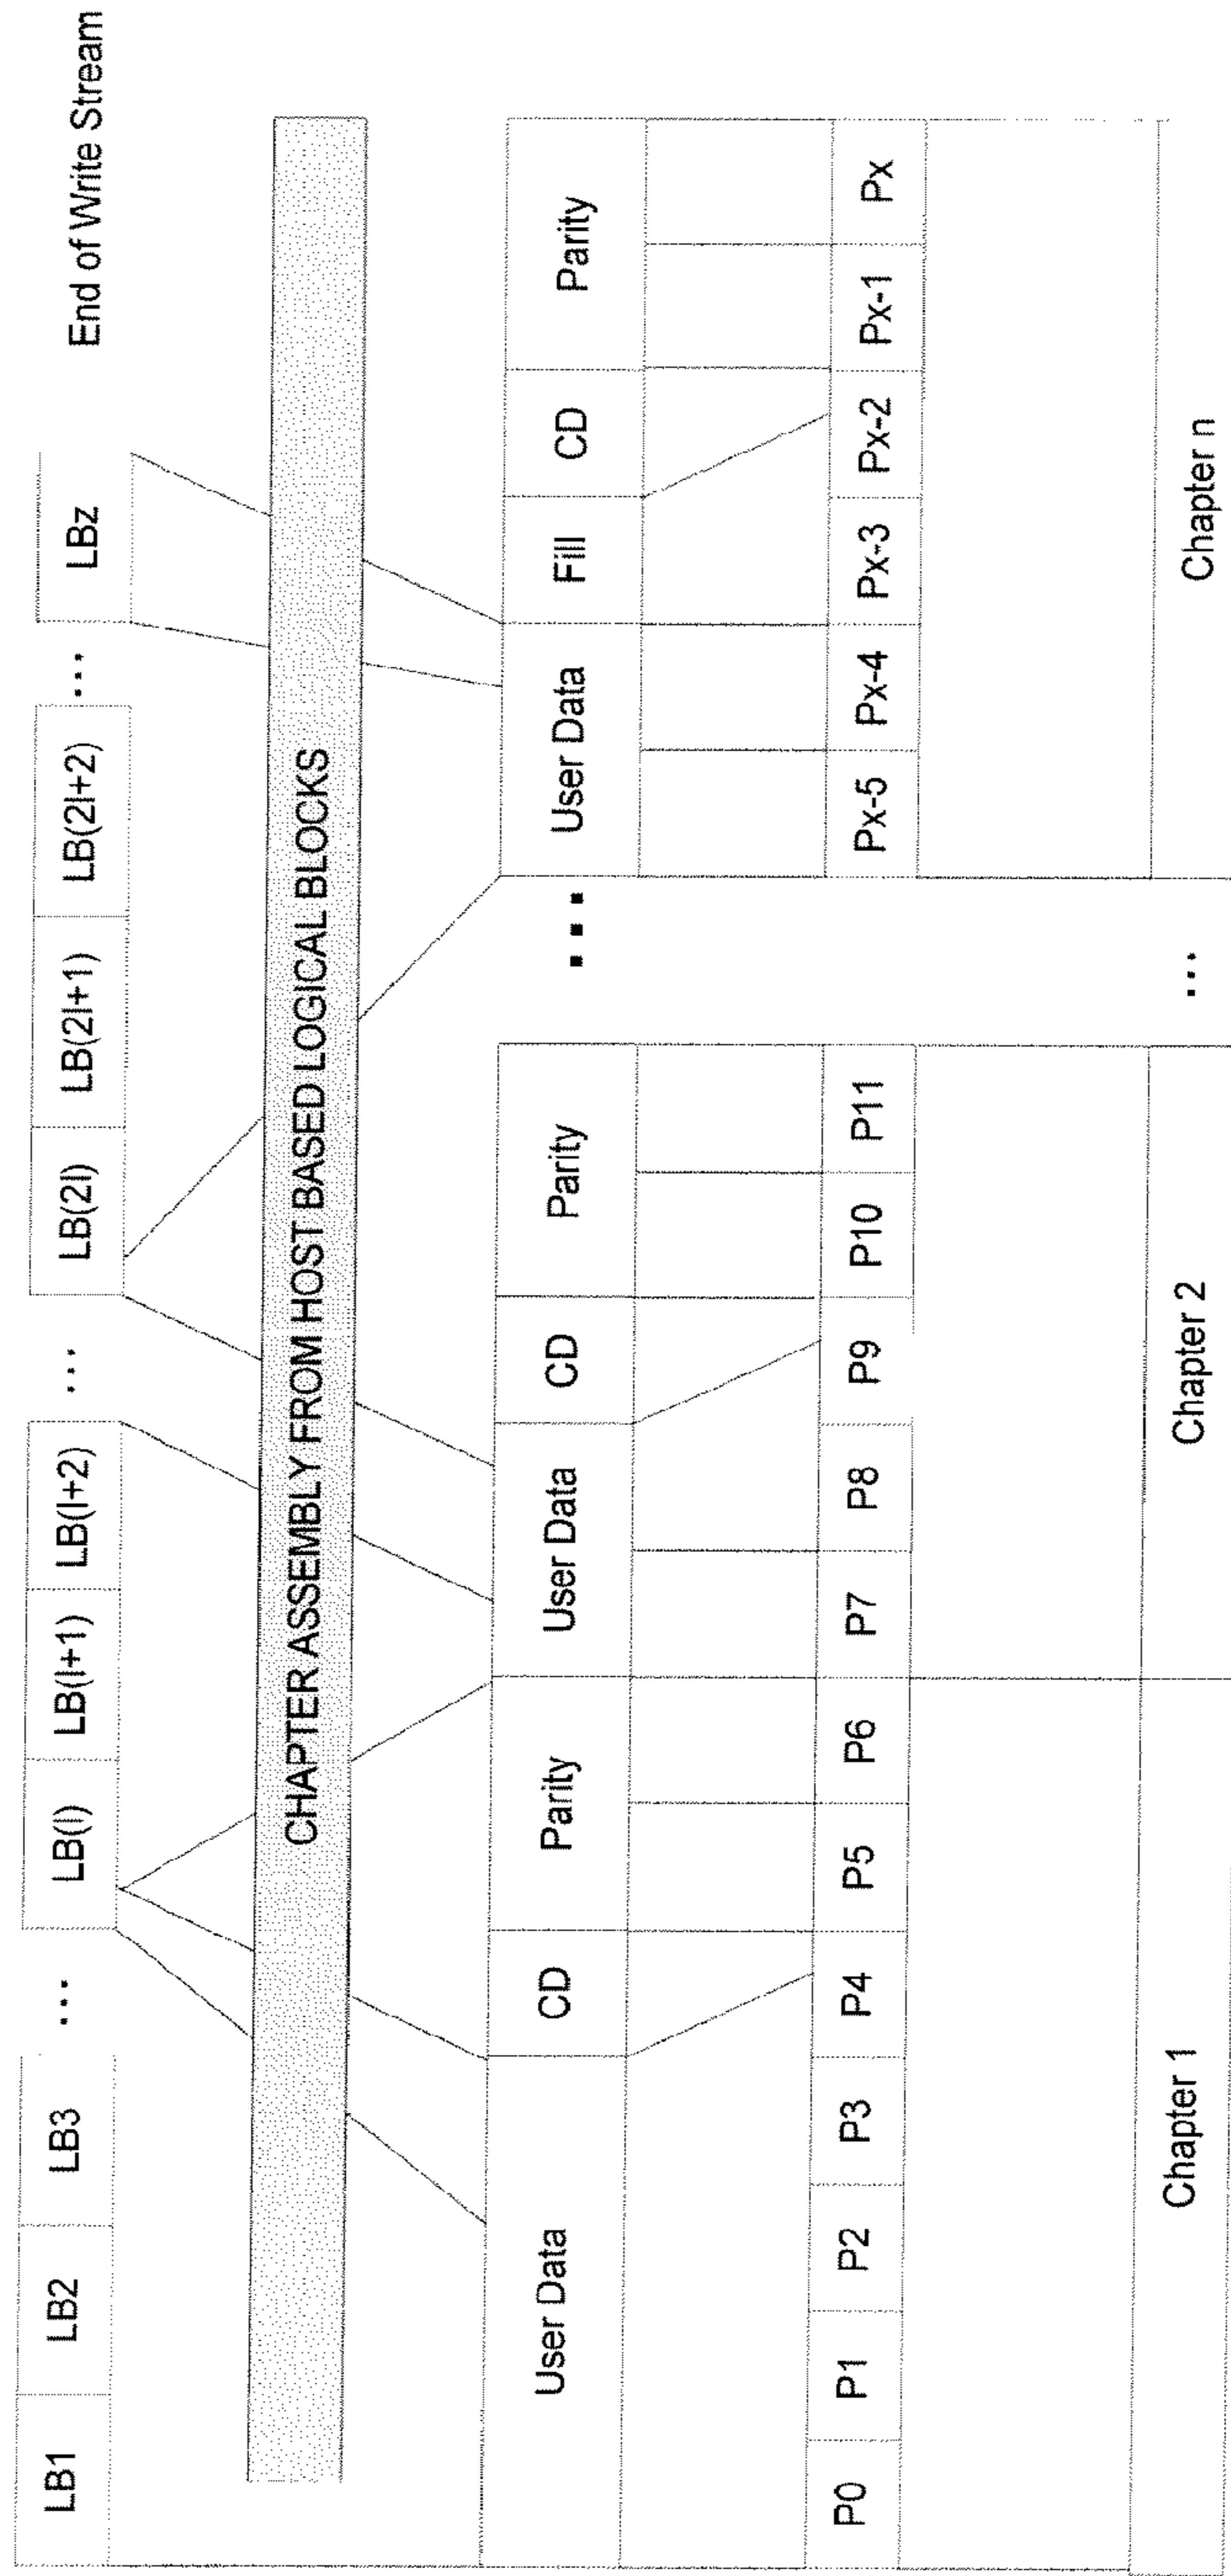 LB1 LB2 LB3 ... LB(l) LB(l+1) LB(l+2) ... LB(2l) LB(2l+1) LB(2l+2) ... LBz End of Write Stream
CHAPTER ASSEMBLY FROM HOST BASED LOGICAL BLOCKS
User Data CD Parity User Data CD Parity ... User Data Fill CD Parity
P0 P1 P2 P3 P4 P5 P6 P7 P8 P9 P10 P11 Px-5 Px-4 Px-3 Px-2 Px-1 Px
Chapter 1 Chapter 2 ... Chapter n